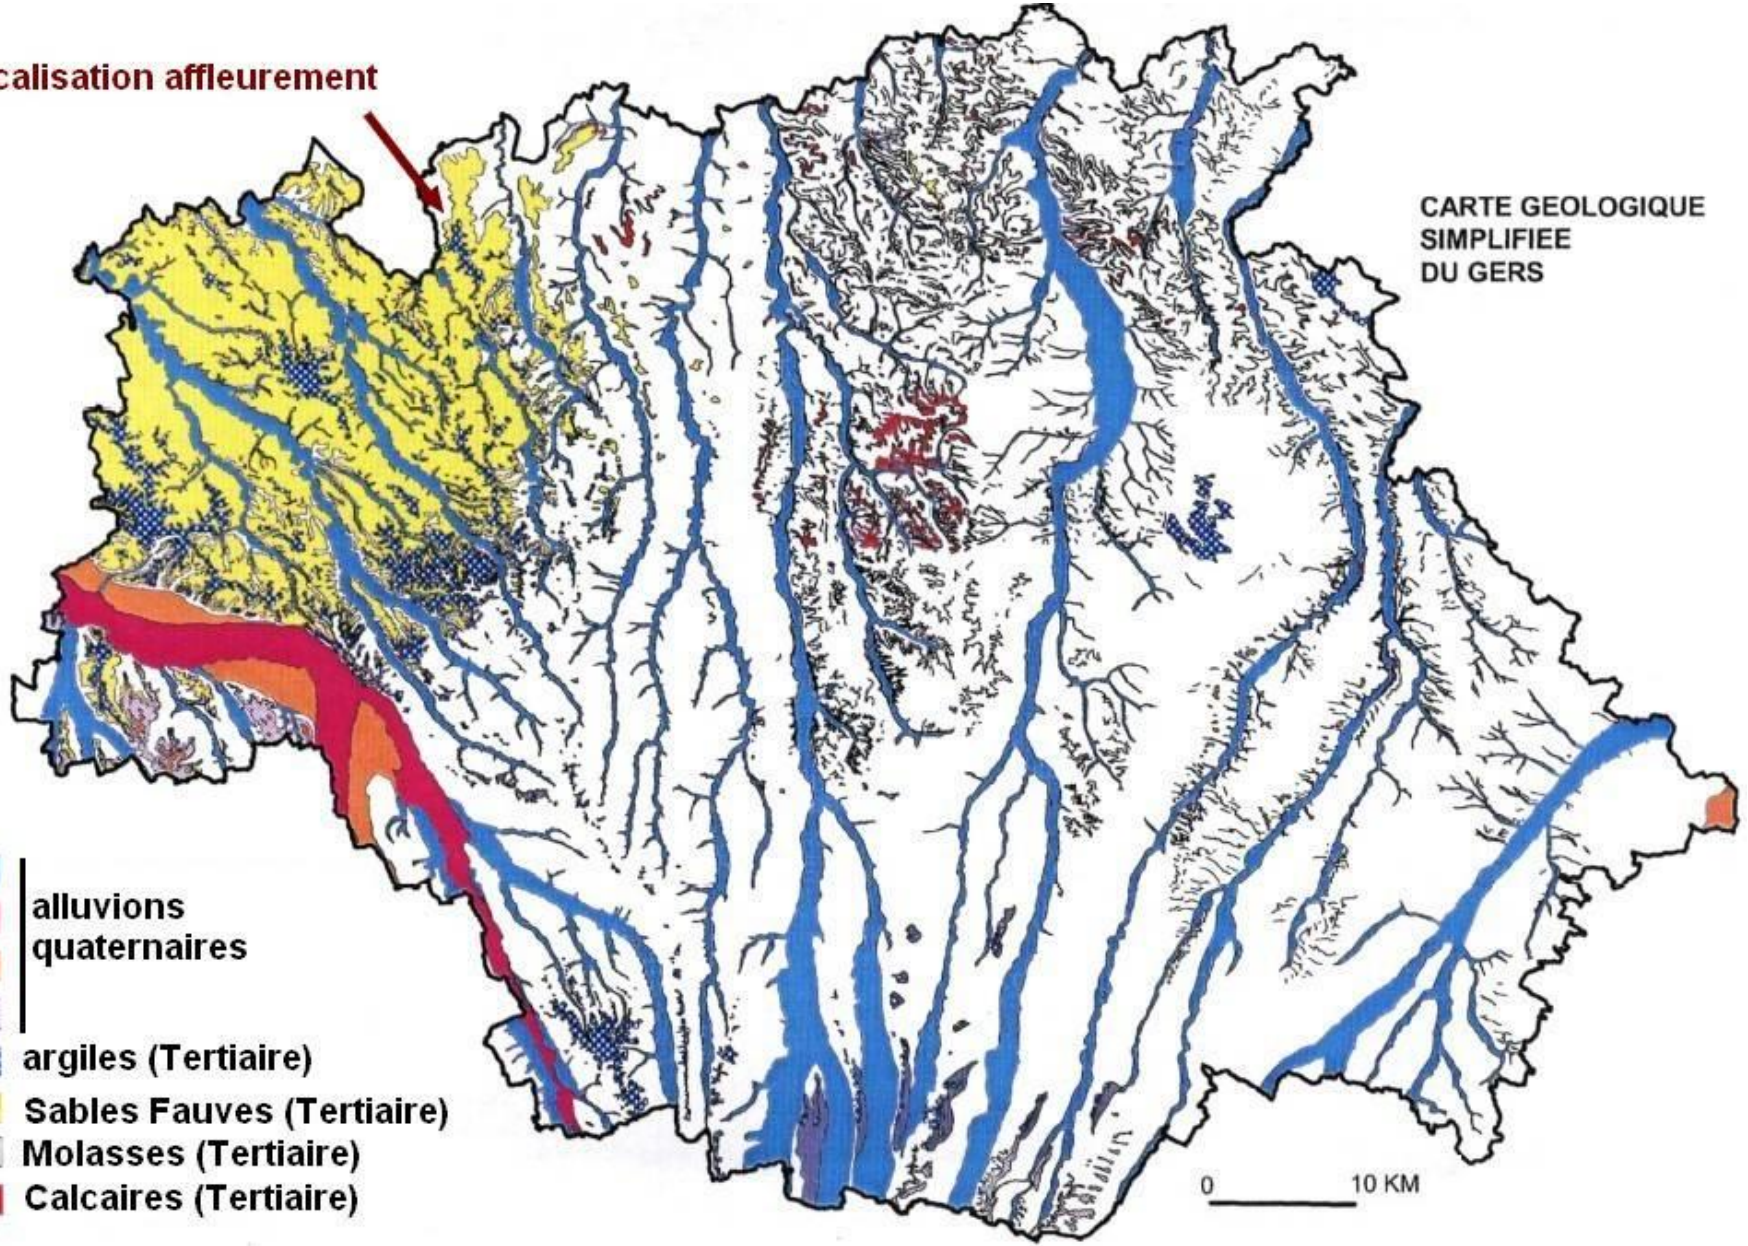 calisation affleurement
CARTE GEOLOGIQUE
SIMPLIFIEE
DU GERS
alluvions
quaternaires
argiles (Tertiaire)
Sables Fauves (Tertiaire)
Molasses (Tertiaire)
Calcaires (Tertiaire)
0 10 KM